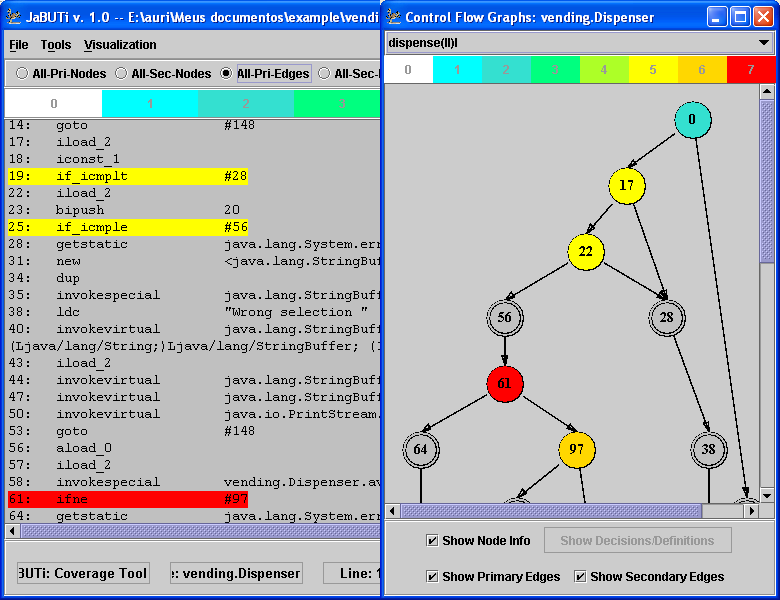 JaBUTi v. 1.0 -- E:\auri\Meus documentos\example\vendi
File Tools Visualization
All-Pri-Nodes All-Sec-Nodes All-Pri-Edges All-Sec-
0 1 2 3
14: goto #148
17: iload_2
18: iconst_1
19: if_icmplt #28
22: iload_2
23: bipush 20
25: if_icmple #56
28: getstatic java.lang.System.err
31: new <java.lang.StringBuf
34: dup
35: invokespecial java.lang.StringBuf
38: ldc "Wrong selection "
40: invokevirtual java.lang.StringBuf
(Ljava/lang/String;)Ljava/lang/StringBuffer; (
43: iload_2
44: invokevirtual java.lang.StringBuf
47: invokevirtual java.lang.StringBuf
50: invokevirtual java.io.PrintStream.
53: goto #148
56: aload_0
57: iload_2
58: invokespecial vending.Dispenser.av
61: ifne #97
64: getstatic java.lang.System.err
BUTi: Coverage Tool
: vending.Dispenser
Line: 1
Control Flow Graphs: vending.Dispenser
dispense(II)I
0 1 2 3 4 5 6 7
0
17
22
56
28
61
64
97
38
Show Node Info
Show Decisions/Definitions
Show Primary Edges
Show Secondary Edges